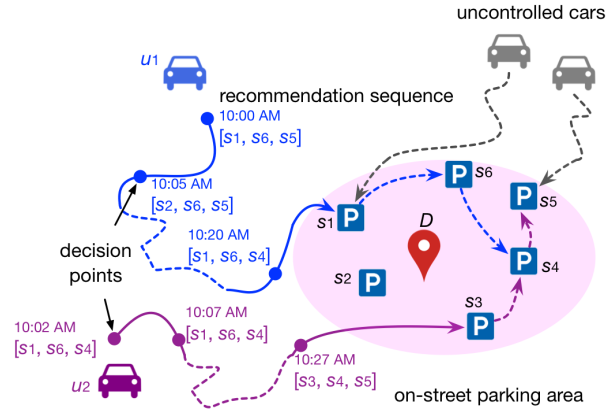 uncontrolled cars
u1
recommendation sequence
10:00 AM
[s1, s6, s5]
P
s6
10:05 AM
[s2, s6, s5]
P
s5
s1
P
D
10:20 AM
[s1, s6, s4]
P
s4
decision
points
s2
P
s3
P
10:02 AM
[s1, s6, s4]
10:07 AM
[s1, s6, s4]
10:27 AM
[s3, s4, s5]
u2
on-street parking area